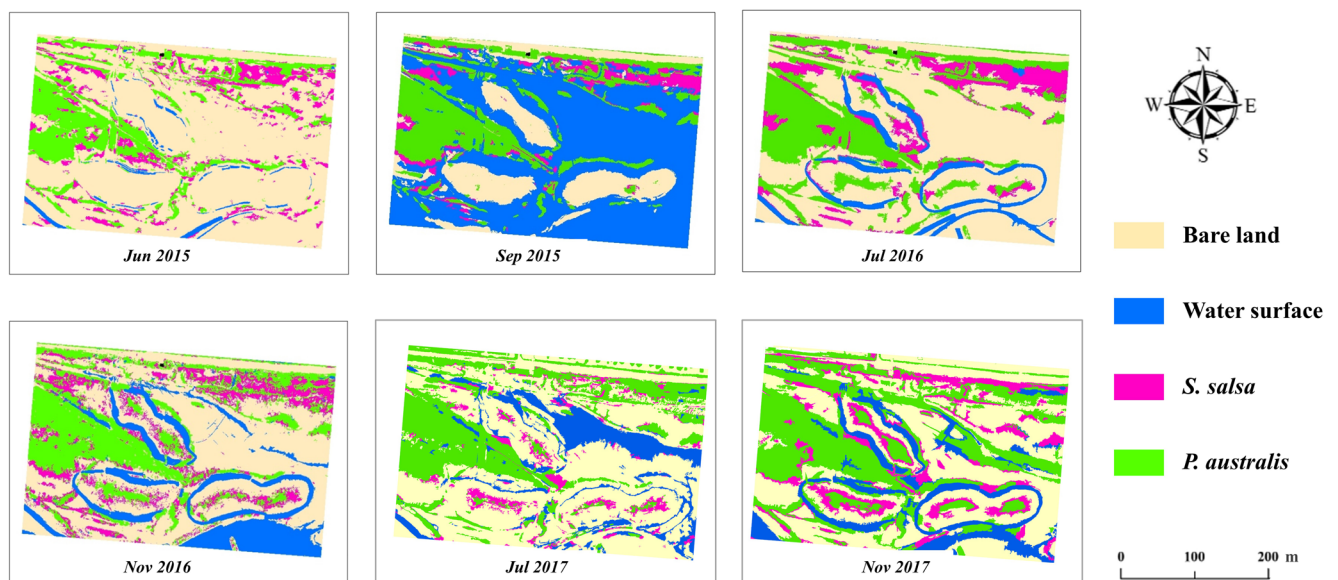 Jun 2015
Sep 2015
Jul 2016
N
W E
S
Bare land
Water surface
S. salsa
P. australis
Nov 2016
Jul 2017
Nov 2017
0 100 200 m